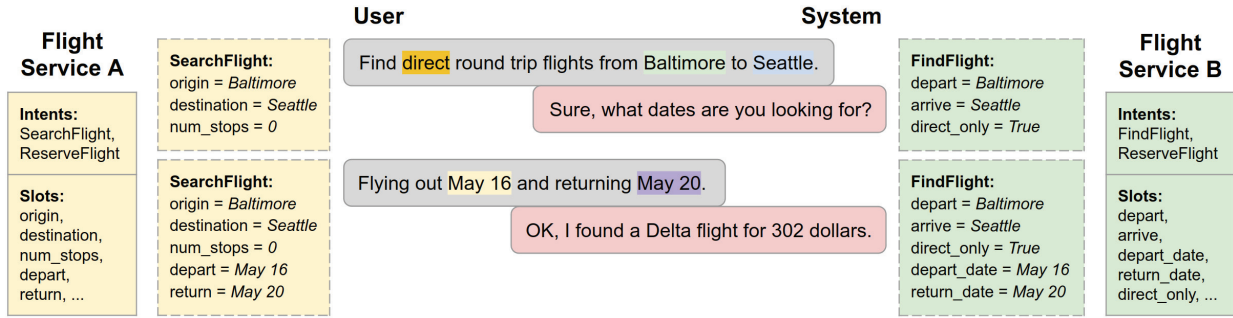 User
System
Flight
Service A
Intents:
SearchFlight,
ReserveFlight
Slots:
origin,
destination,
num_stops,
depart,
return, ...
SearchFlight:
origin = Baltimore
destination = Seattle
num_stops = 0
SearchFlight:
origin = Baltimore
destination = Seattle
num_stops = 0
depart = May 16
return = May 20
Find direct round trip flights from Baltimore to Seattle.
Sure, what dates are you looking for?
Flying out May 16 and returning May 20.
OK, I found a Delta flight for 302 dollars.
FindFlight:
depart = Baltimore
arrive = Seattle
direct_only = True
FindFlight:
depart = Baltimore
arrive = Seattle
direct_only = True
depart_date = May 16
return_date = May 20
Flight
Service B
Intents:
FindFlight,
ReserveFlight
Slots:
depart,
arrive,
depart_date,
return_date,
direct_only, ...